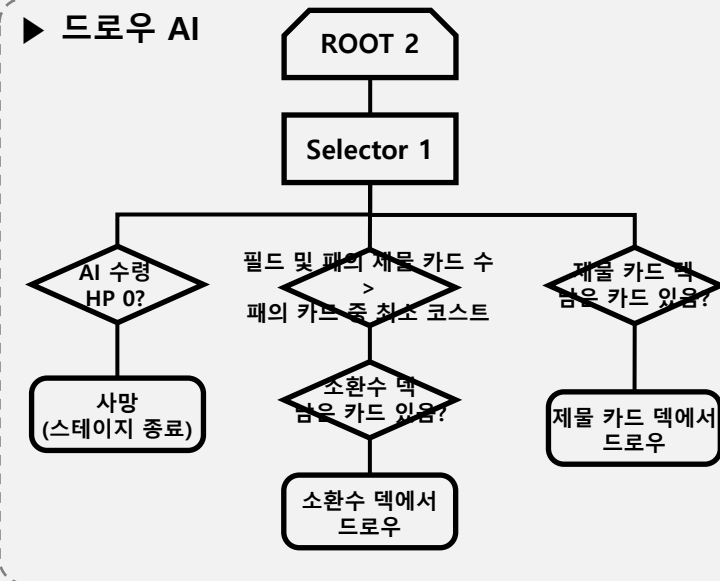 ▶ 드로우 AI
ROOT 2
Selector 1
AI 수령
HP 0?
사망
(스테이지 종료)
필드 및 패의 제물 카드 수
>
패의 카드 중 최소 코스트
소환수 덱
남은 카드 있음?
소환수 덱에서
드로우
제물 카드 덱
남은 카드 있음?
제물 카드 덱에서
드로우